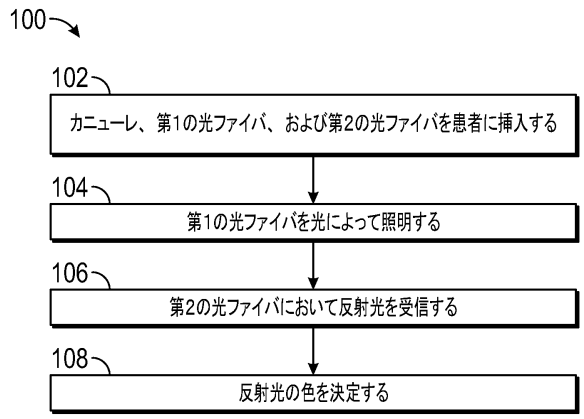 100
102
カニューレ、第1の光ファイバ、および第2の光ファイバを患者に挿入する
104
第1の光ファイバを光によって照明する
106
第2の光ファイバにおいて反射光を受信する
108
反射光の色を決定する